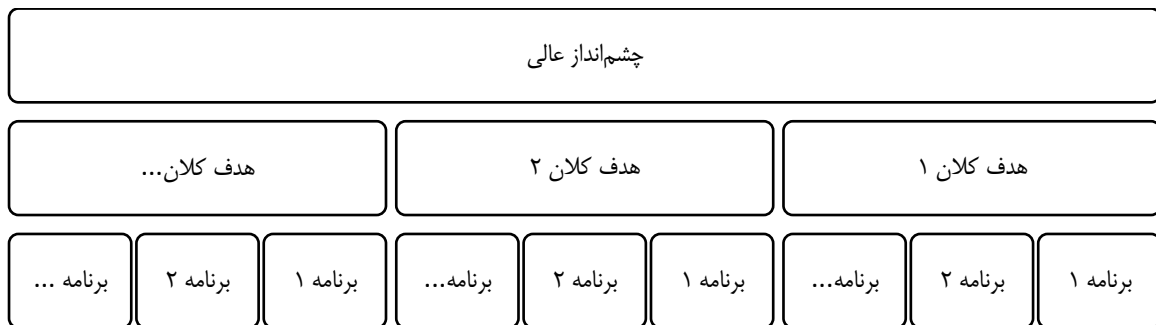 چشم‌انداز عالی
هدف کلان ۱
هدف کلان ۲
هدف کلان...
برنامه ۱
برنامه ۲
برنامه...
برنامه ۱
برنامه ۲
برنامه...
برنامه ۱
برنامه ۲
برنامه ...